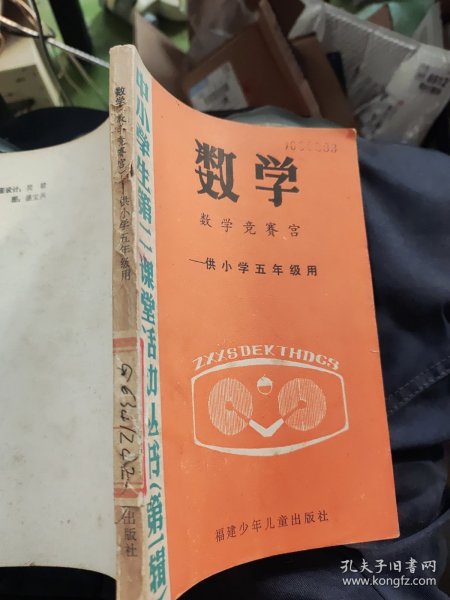 数学
数学竞赛宫
—供小学五年级用
ZXXSDEKTHDCS
福建少年儿童出版社
中小学生第二课堂活动丛书(第一辑)
数学(数学竞赛宫)—供小学五年级用
出版社
孔夫子旧书网
www.kongfz.com